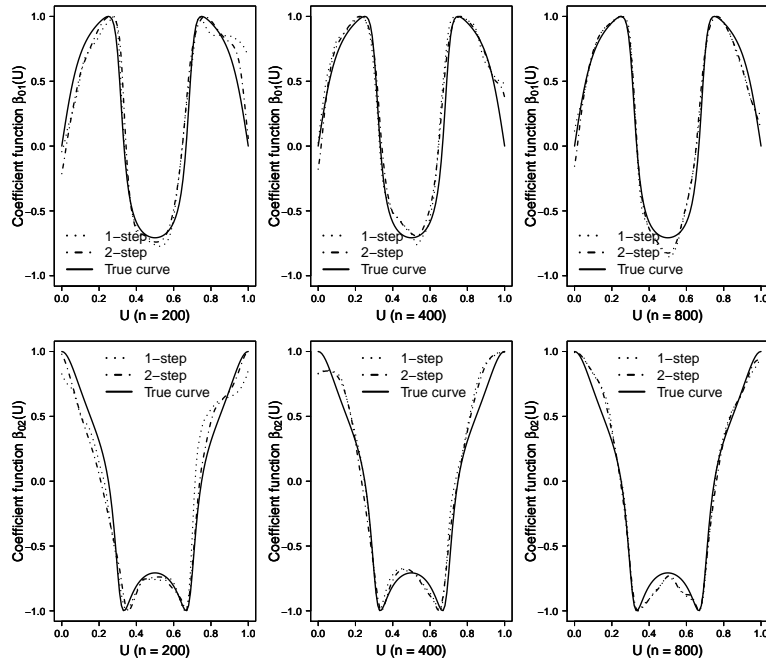 Coefficient function β01(U)
1.0
0.5
0.0
−0.5
−1.0
1−step
2−step
True curve
0.0 0.2 0.4 0.6 0.8 1.0
U (n = 200)
Coefficient function β01(U)
1.0
0.5
0.0
−0.5
−1.0
1−step
2−step
True curve
0.0 0.2 0.4 0.6 0.8 1.0
U (n = 400)
Coefficient function β01(U)
1.0
0.5
0.0
−0.5
−1.0
1−step
2−step
True curve
0.0 0.2 0.4 0.6 0.8 1.0
U (n = 800)
Coefficient function β02(U)
1.0
0.5
0.0
−0.5
−1.0
1−step
2−step
True curve
0.0 0.2 0.4 0.6 0.8 1.0
U (n = 200)
Coefficient function β02(U)
1.0
0.5
0.0
−0.5
−1.0
1−step
2−step
True curve
0.0 0.2 0.4 0.6 0.8 1.0
U (n = 400)
Coefficient function β02(U)
1.0
0.5
0.0
−0.5
−1.0
1−step
2−step
True curve
0.0 0.2 0.4 0.6 0.8 1.0
U (n = 800)